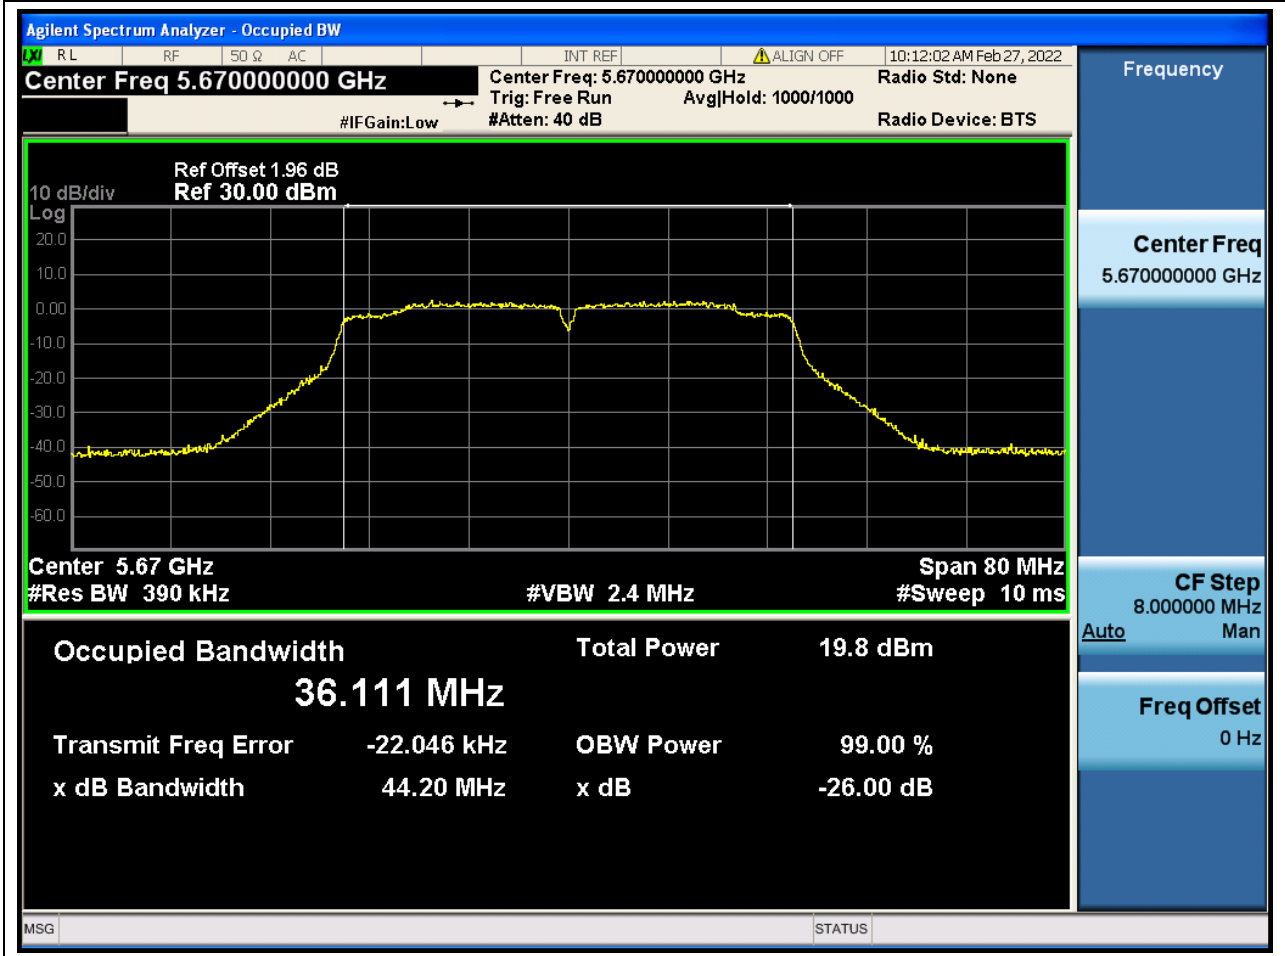 Agilent Spectrum Analyzer - Occupied BW
LXI RL RF 50 Ω AC INT REF ALIGN OFF 10:12:02 AM Feb 27, 2022
Center Freq 5.670000000 GHz
Center Freq: 5.670000000 GHz
Radio Std: None
Trig: Free Run Avg|Hold: 1000/1000
#IFGain:Low
#Atten: 40 dB
Radio Device: BTS
Ref Offset 1.96 dB
10 dB/div Ref 30.00 dBm
Log
20.0
10.0
0.00
-10.0
-20.0
-30.0
-40.0
-50.0
-60.0
Center 5.67 GHz Span 80 MHz
#Res BW 390 kHz #VBW 2.4 MHz #Sweep 10 ms
Occupied Bandwidth Total Power 19.8 dBm
36.111 MHz
Transmit Freq Error -22.046 kHz OBW Power 99.00 %
x dB Bandwidth 44.20 MHz x dB -26.00 dB
MSG STATUS
Frequency
Center Freq
5.670000000 GHz
CF Step
8.000000 MHz
Auto Man
Freq Offset
0 Hz